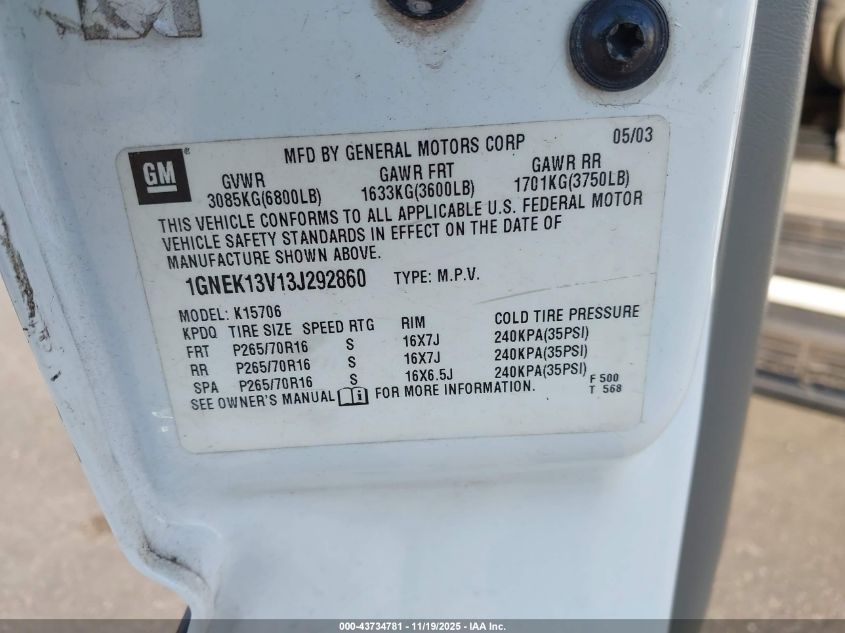 05/03
GM
MFD BY GENERAL MOTORS CORP
GVWR GAWR FRT GAWR RR
3085KG(6800LB) 1633KG(3600LB) 1701KG(3750LB)
THIS VEHICLE CONFORMS TO ALL APPLICABLE U.S. FEDERAL MOTOR
VEHICLE SAFETY STANDARDS IN EFFECT ON THE DATE OF
MANUFACTURE SHOWN ABOVE.
1GNEK13V13J292860 TYPE: M.P.V.
MODEL: K15706
KPDQ TIRE SIZE SPEED RTG RIM COLD TIRE PRESSURE
FRT P265/70R16 S 16X7J 240KPA(35PSI)
RR P265/70R16 S 16X7J 240KPA(35PSI)
SPA P265/70R16 S 16X6.5J 240KPA(35PSI)
SEE OWNER'S MANUAL FOR MORE INFORMATION.
F 500
T 568
000-43734781 - 11/19/2025 - IAA Inc.